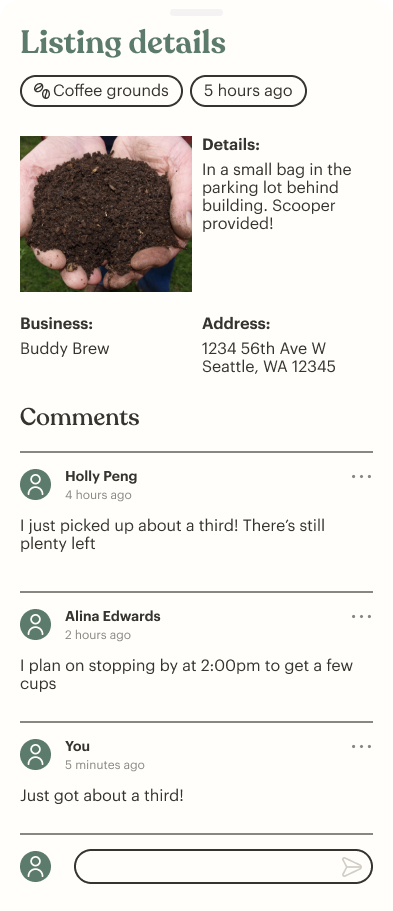 Listing details
Coffee grounds
5 hours ago
Details:
In a small bag in the
parking lot behind
building. Scooper
provided!
Business:
Buddy Brew
Address:
1234 56th Ave W
Seattle, WA 12345
Comments
Holly Peng
4 hours ago
I just picked up about a third! There’s still
plenty left
Alina Edwards
2 hours ago
I plan on stopping by at 2:00pm to get a few
cups
You
5 minutes ago
Just got about a third!